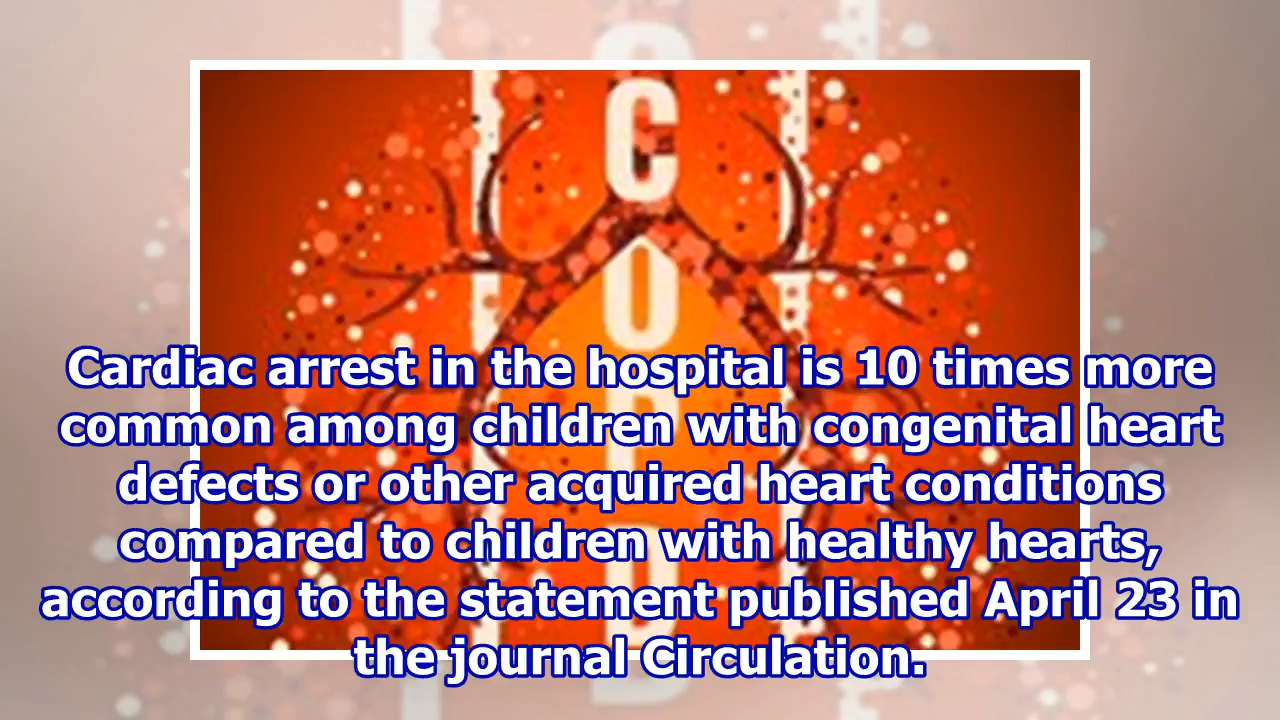 COPD
Cardiac arrest in the hospital is 10 times more
common among children with congenital heart
defects or other acquired heart conditions
compared to children with healthy hearts,
according to the statement published April 23 in
the journal Circulation.